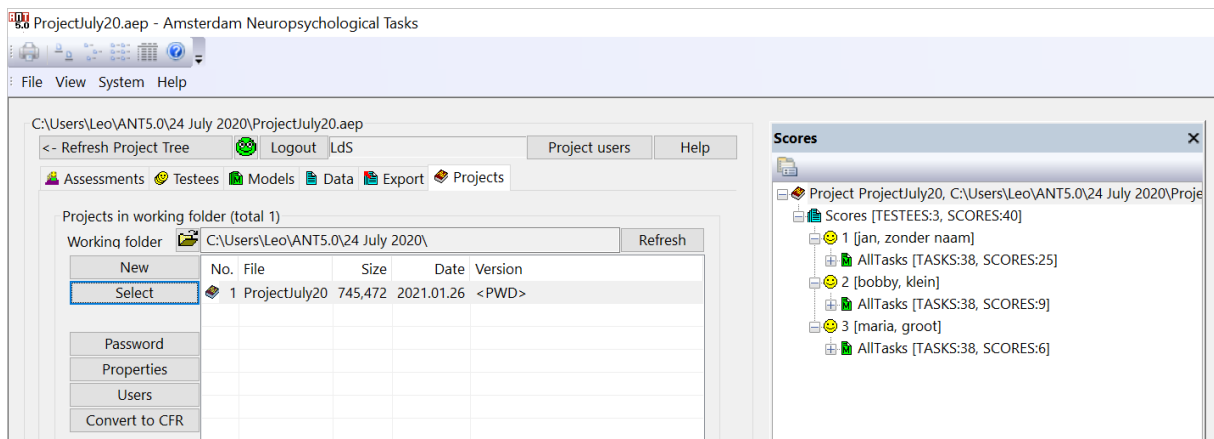 ANT 5.0 ProjectJuly20.aep - Amsterdam Neuropsychological Tasks
File View System Help
C:\Users\Leo\ANT5.0\24 July 2020\ProjectJuly20.aep
<- Refresh Project Tree Logout LdS Project users Help
Assessments Testees Models Data Export Projects
Projects in working folder (total 1)
Working folder C:\Users\Leo\ANT5.0\24 July 2020\ Refresh
New No. File Size Date Version
Select 1 ProjectJuly20 745,472 2021.01.26 <PWD>
Password
Properties
Users
Convert to CFR
Scores
Project ProjectJuly20, C:\Users\Leo\ANT5.0\24 July 2020\Proje
Scores [TESTEES:3, SCORES:40]
1 [jan, zonder naam]
AllTasks [TASKS:38, SCORES:25]
2 [bobby, klein]
AllTasks [TASKS:38, SCORES:9]
3 [maria, groot]
AllTasks [TASKS:38, SCORES:6]